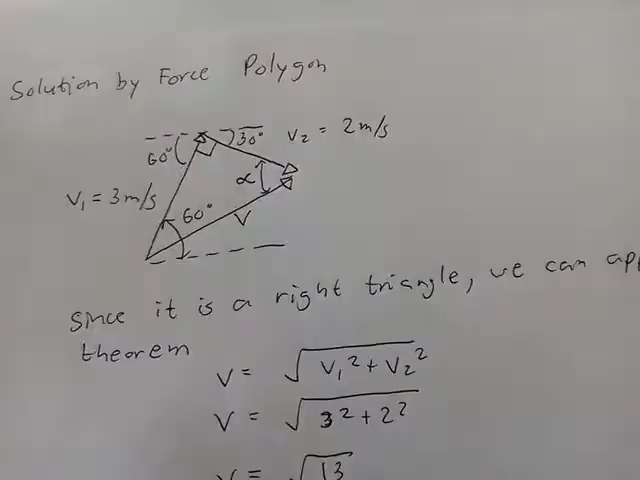 Solution by Force Polygon
60° 30° V₂ = 2m/s
α
V₁ = 3m/s 60° V
Since it is a right triangle, we can
theorem
V = √V₁² + V₂²
V = √3² + 2²
V = √13